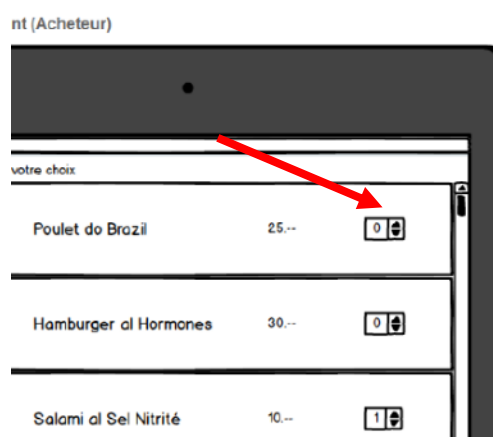 nt (Acheteur)
votre choix
Poulet do Brazil 25.-- 0
Hamburger al Hormones 30.-- 0
Salami al Sel Nitrité 10.-- 1